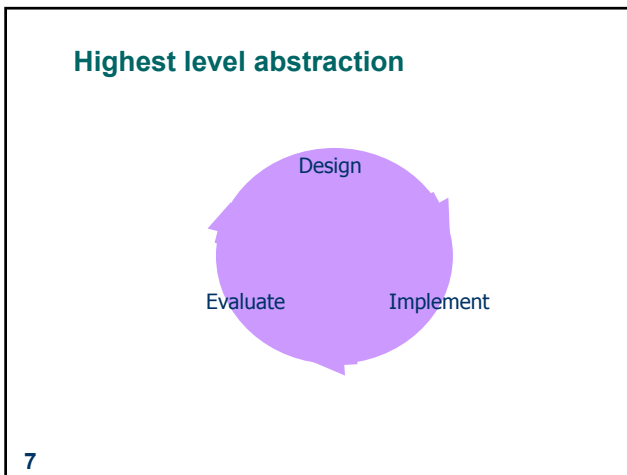 Highest level abstraction
Design
Evaluate
Implement
7